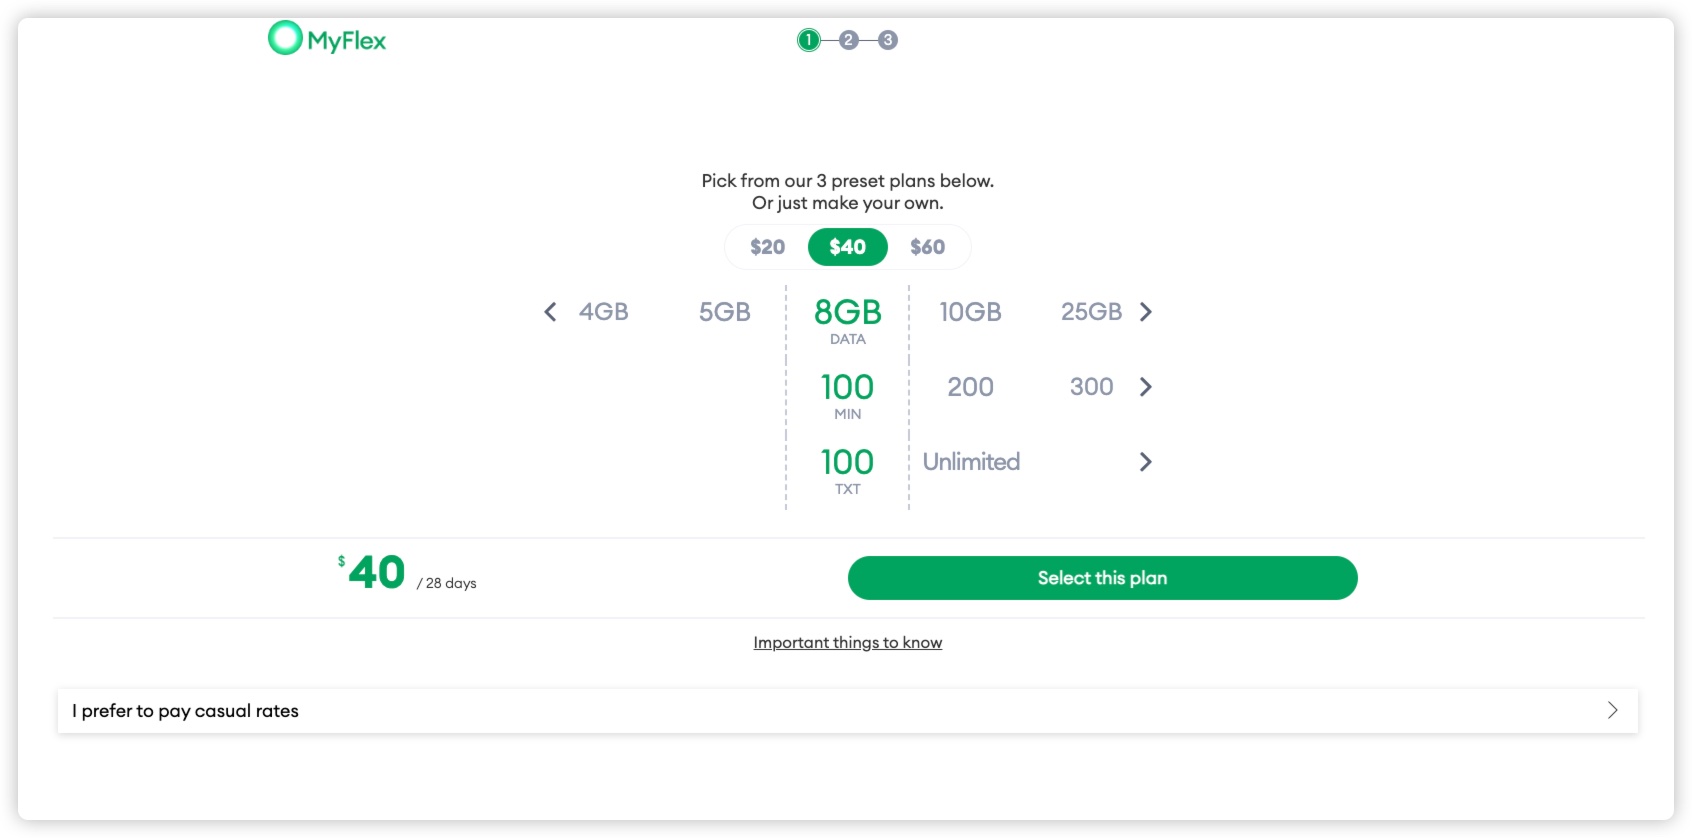 MyFlex
1 2 3
Pick from our 3 preset plans below.
Or just make your own.
$20 $40 $60
4GB 5GB 8GB 10GB 25GB
DATA
100 200 300
MIN
100 Unlimited
TXT
$40 / 28 days
Select this plan
Important things to know
I prefer to pay casual rates